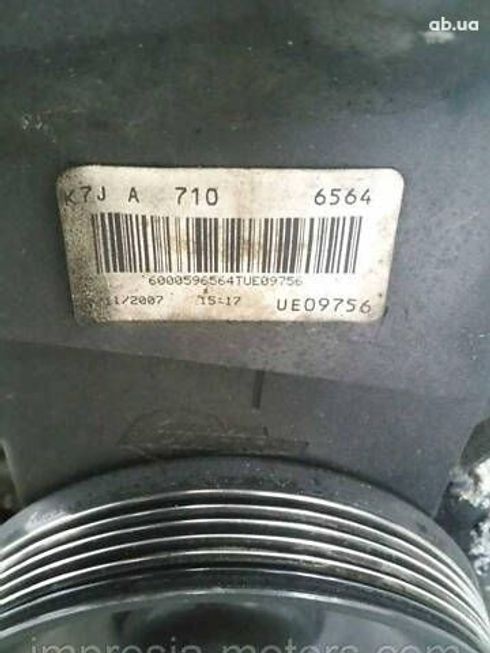 ab.ua
K7J A 710 6564
6000596564TUE09756
11/2007 15:17 UE09756
impresia-motors.com